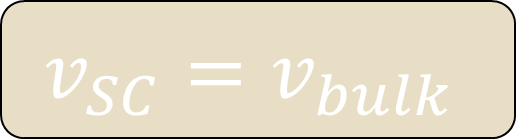 v_{SC} = v_{bulk}